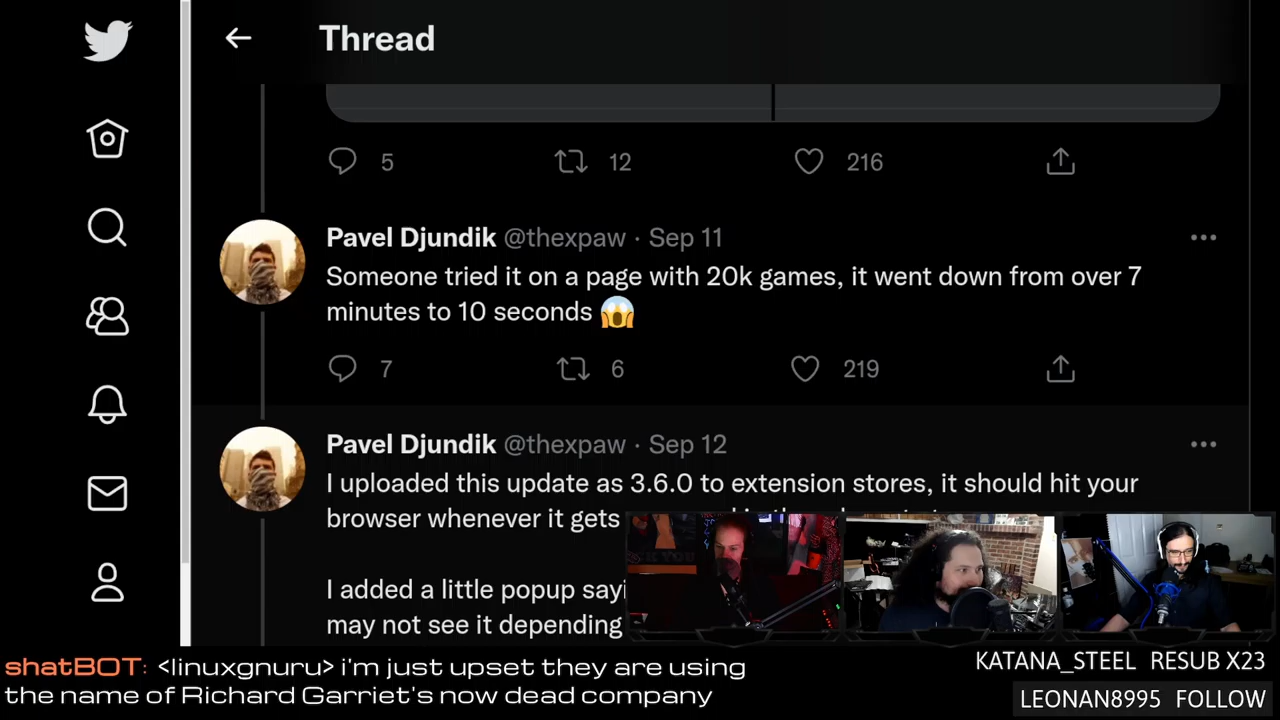 Thread
5 12 216
Pavel Djundik @thexpaw · Sep 11
Someone tried it on a page with 20k games, it went down from over 7
minutes to 10 seconds 😱
7 6 219
Pavel Djundik @thexpaw · Sep 12
I uploaded this update as 3.6.0 to extension stores, it should hit your
browser whenever it gets
I added a little popup
may not see it depending
shatBOT: <linuxgnuru> i'm just upset they are using
the name of Richard Garriet's now dead company
KATANA_STEEL RESUB X23
LEONAN8995 FOLLOW